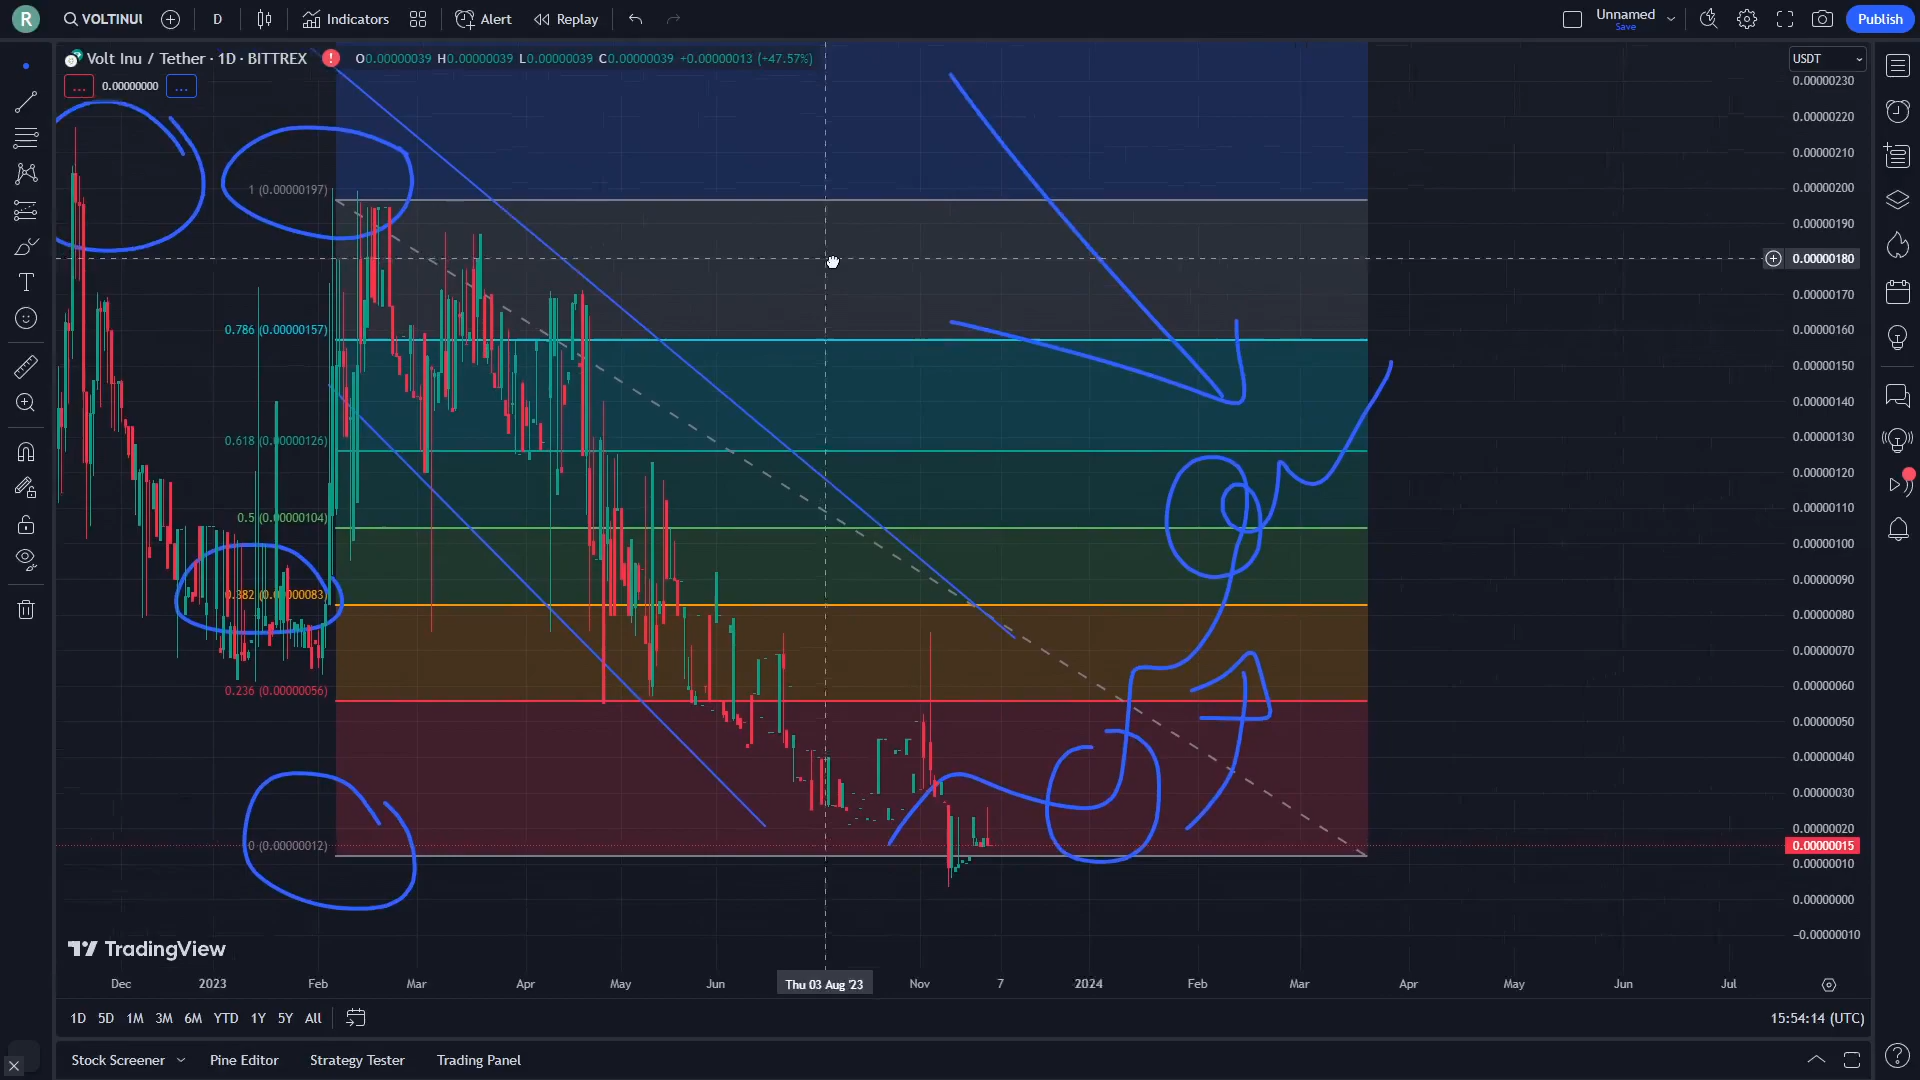 R
VOLTINUI
D
Indicators
Alert
Replay
Unnamed
Save
Publish
Volt Inu / Tether · 1D · BITTREX
O0.00000039 H0.00000039 L0.00000039 C0.00000039 +0.00000013 (+47.57%)
USDT
...
0.00000000
...
0.00000230
0.00000220
0.00000210
0.00000200
0.00000190
0.00000180
0.00000170
0.00000160
0.00000150
0.00000140
0.00000130
0.00000120
0.00000110
0.00000100
0.00000090
0.00000080
0.00000070
0.00000060
0.00000050
0.00000040
0.00000030
0.00000020
0.00000015
0.00000010
0.00000000
−0.00000010
1 (0.00000197)
0.786 (0.00000157)
0.618 (0.00000126)
0.5 (0.00000104)
0.382 (0.00000083)
0.236 (0.00000056)
0 (0.00000012)
TradingView
Dec 2023 Feb Mar Apr May Jun Thu 03 Aug '23 Nov 7 2024 Feb Mar Apr May Jun Jul
1D 5D 1M 3M 6M YTD 1Y 5Y All
15:54:14 (UTC)
Stock Screener Pine Editor Strategy Tester Trading Panel